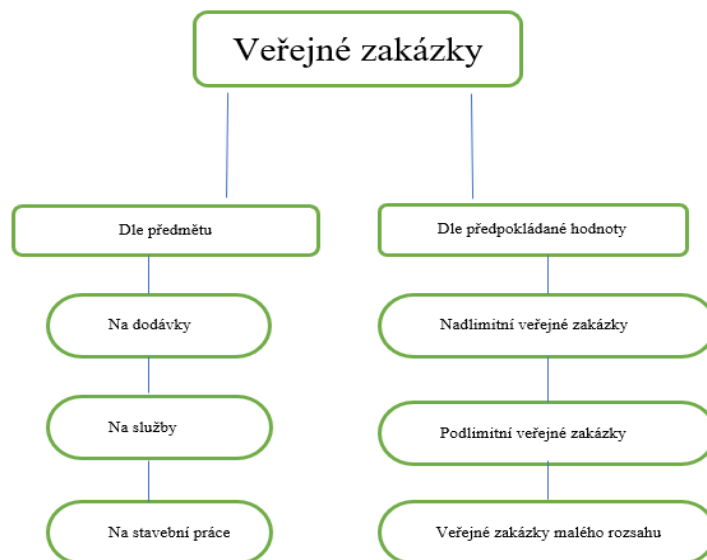 Veřejné zakázky
Dle předmětu
Na dodávky
Na služby
Na stavební práce
Dle předpokládané hodnoty
Nadlimitní veřejné zakázky
Podlimitní veřejné zakázky
Veřejné zakázky malého rozsahu